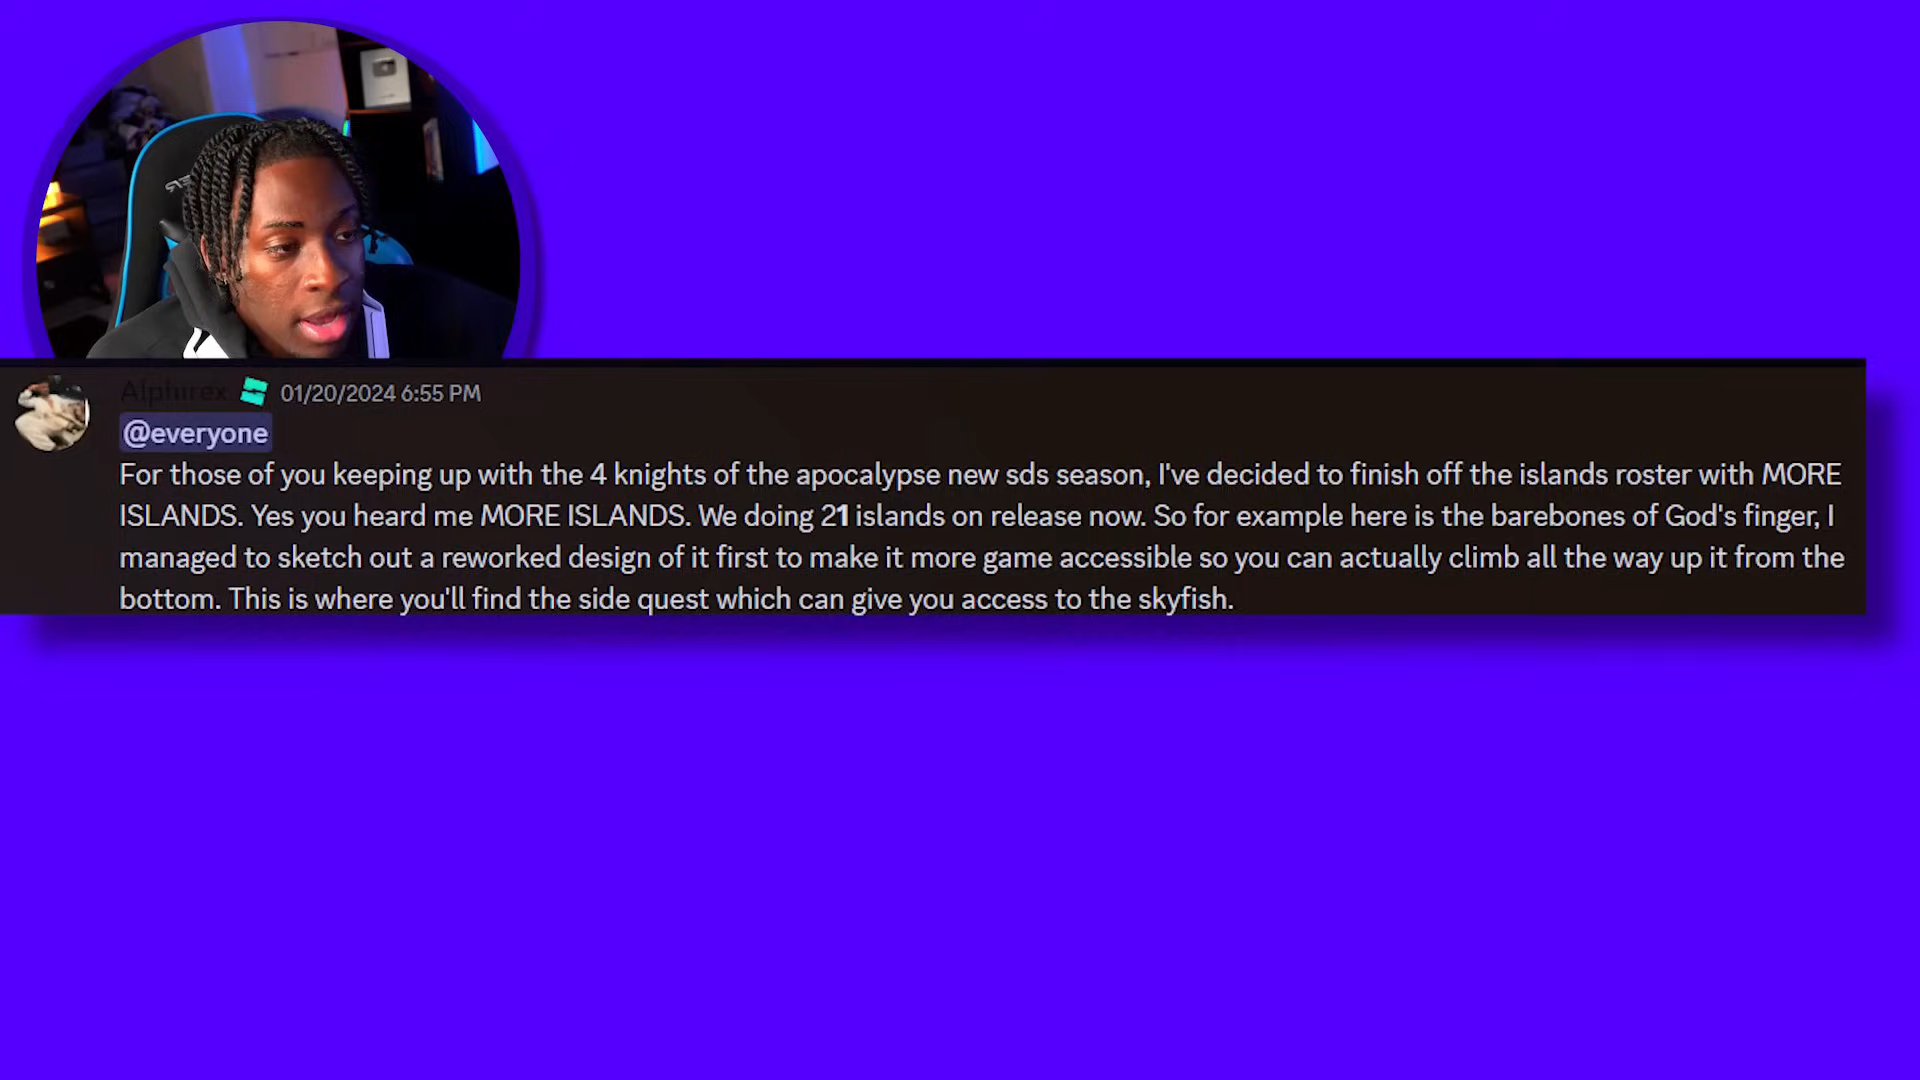 Alphirex 01/20/2024 6:55 PM
@everyone
For those of you keeping up with the 4 knights of the apocalypse new sds season, I've decided to finish off the islands roster with MORE
ISLANDS. Yes you heard me MORE ISLANDS. We doing 21 islands on release now. So for example here is the barebones of God's finger, I
managed to sketch out a reworked design of it first to make it more game accessible so you can actually climb all the way up it from the
bottom. This is where you'll find the side quest which can give you access to the skyfish.